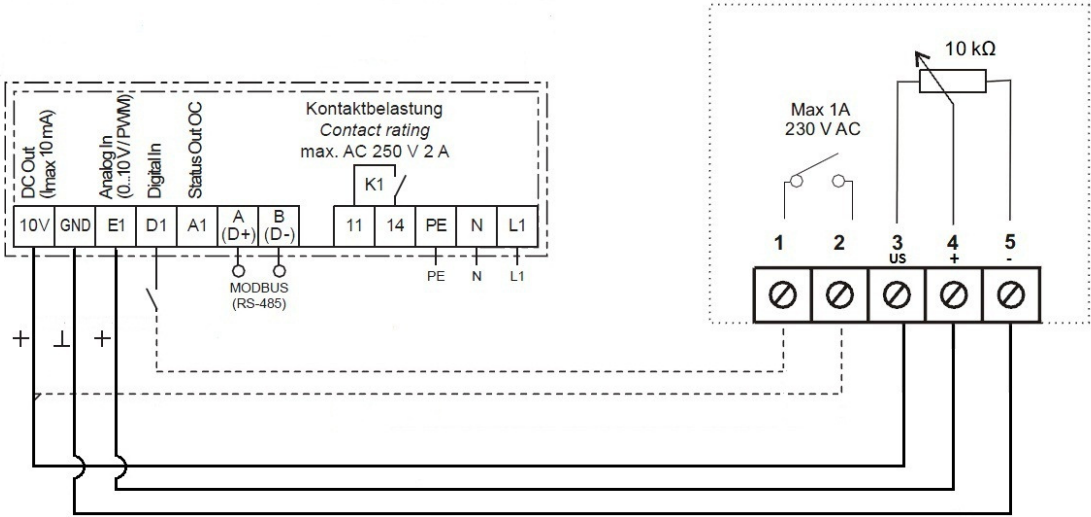 DC Out
(Imax 10 mA)
Analog In
(0...10 V / PWM)
Digital In
Status Out OC
Kontaktbelastung
Contact rating
max. AC 250 V 2 A
K1
10V GND E1 D1 A1 A (D+) B (D-) 11 14 PE N L1
MODBUS
(RS-485)
PE N L1
+ ⊥ +
10 kΩ
Max 1A
230 V AC
1 2 3 4 5
US + -